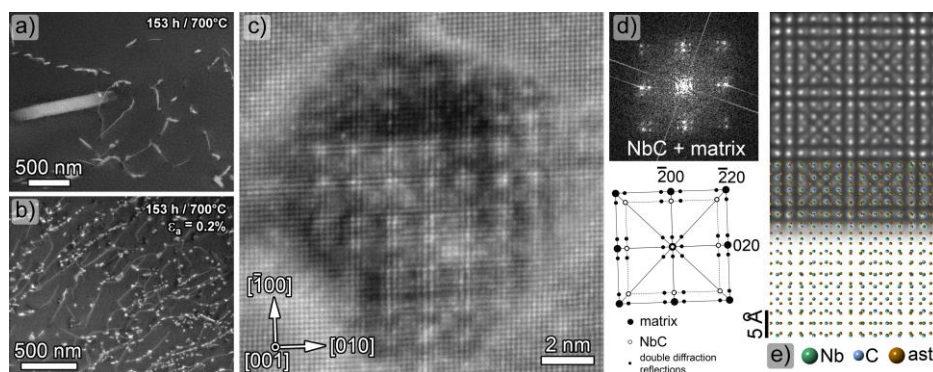 a)
153 h / 700°C
500 nm
b)
153 h / 700°C
ε̄ₐ = 0.2%
500 nm
c)
[1̄00]
[001]
[010]
2 nm
d)
NbC + matrix
2̄00
2̄20
020
matrix
NbC
double diffraction
reflections
5 Å
e)
Nb
C
ast